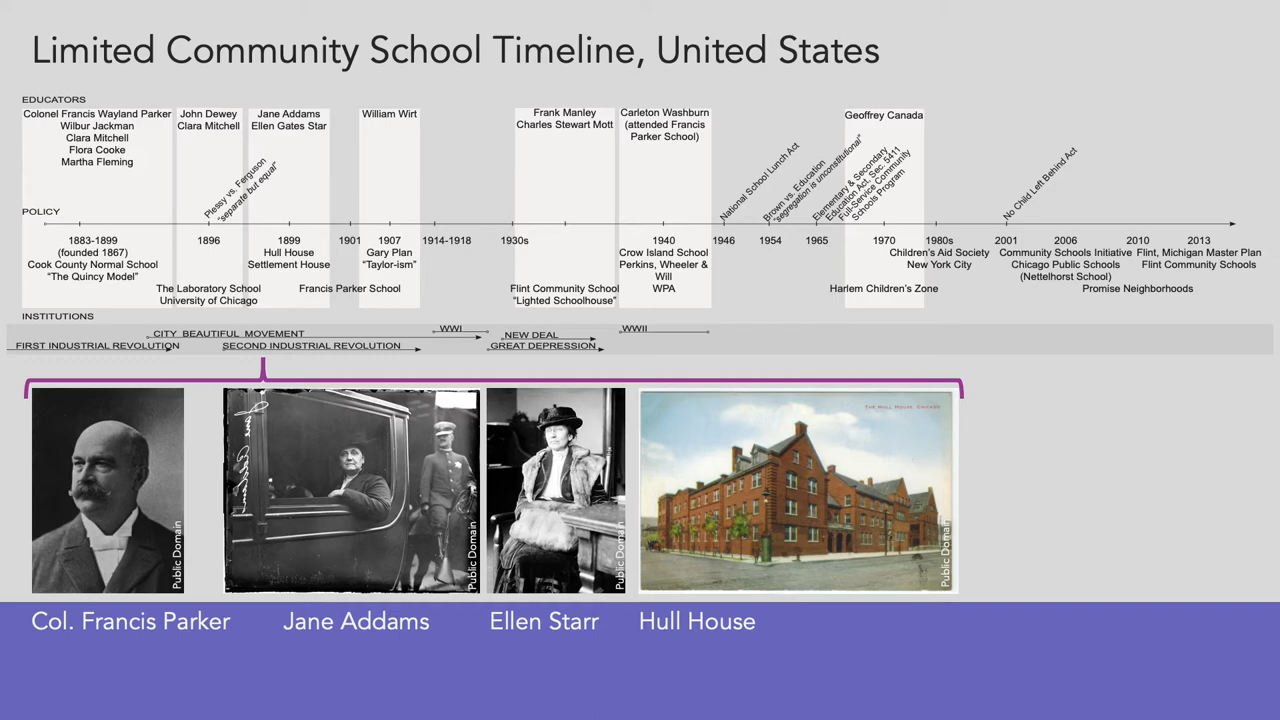 Limited Community School Timeline, United States
EDUCATORS
Colonel Francis Wayland Parker
Wilbur Jackman
Clara Mitchell
Flora Cooke
Martha Fleming
John Dewey
Clara Mitchell
Jane Addams
Ellen Gates Star
William Wirt
Frank Manley
Charles Stewart Mott
Carleton Washburn
(attended Francis
Parker School)
Geoffrey Canada
Plessy vs. Ferguson
"separate but equal"
National School Lunch Act
Brown vs. Education
"segregation is unconstitutional"
Elementary & Secondary
Education Act, Sec. 5411
Full-Service Community
Schools Program
No Child Left Behind Act
POLICY
1883-1899
(founded 1867)
Cook County Normal School
"The Quincy Model"
1896
The Laboratory School
University of Chicago
1899
Hull House
Settlement House
1901
Francis Parker School
1907
Gary Plan
"Taylor-ism"
1914-1918
1930s
Flint Community School
"Lighted Schoolhouse"
1940
Crow Island School
Perkins, Wheeler &
Will
WPA
1946
1954
1965
1970
Harlem Children's Zone
1980s
Children's Aid Society
New York City
2001
2006
Community Schools Initiative
Chicago Public Schools
(Nettelhorst School)
2010
Promise Neighborhoods
2013
Flint, Michigan Master Plan
Flint Community Schools
INSTITUTIONS
CITY BEAUTIFUL MOVEMENT
WWI
NEW DEAL
WWII
FIRST INDUSTRIAL REVOLUTION
SECOND INDUSTRIAL REVOLUTION
GREAT DEPRESSION
Public Domain
Jane Addams
Public Domain
Public Domain
THE HULL HOUSE, CHICAGO
Public Domain
Col. Francis Parker
Jane Addams
Ellen Starr
Hull House